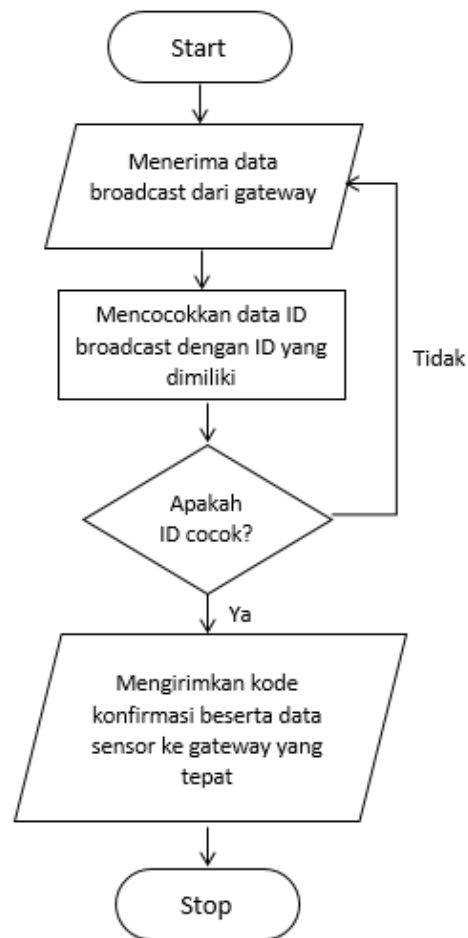 Start
Menerima data
broadcast dari gateway
Mencocokkan data ID
broadcast dengan ID yang
dimiliki
Tidak
Apakah
ID cocok?
Ya
Mengirimkan kode
konfirmasi beserta data
sensor ke gateway yang
tepat
Stop